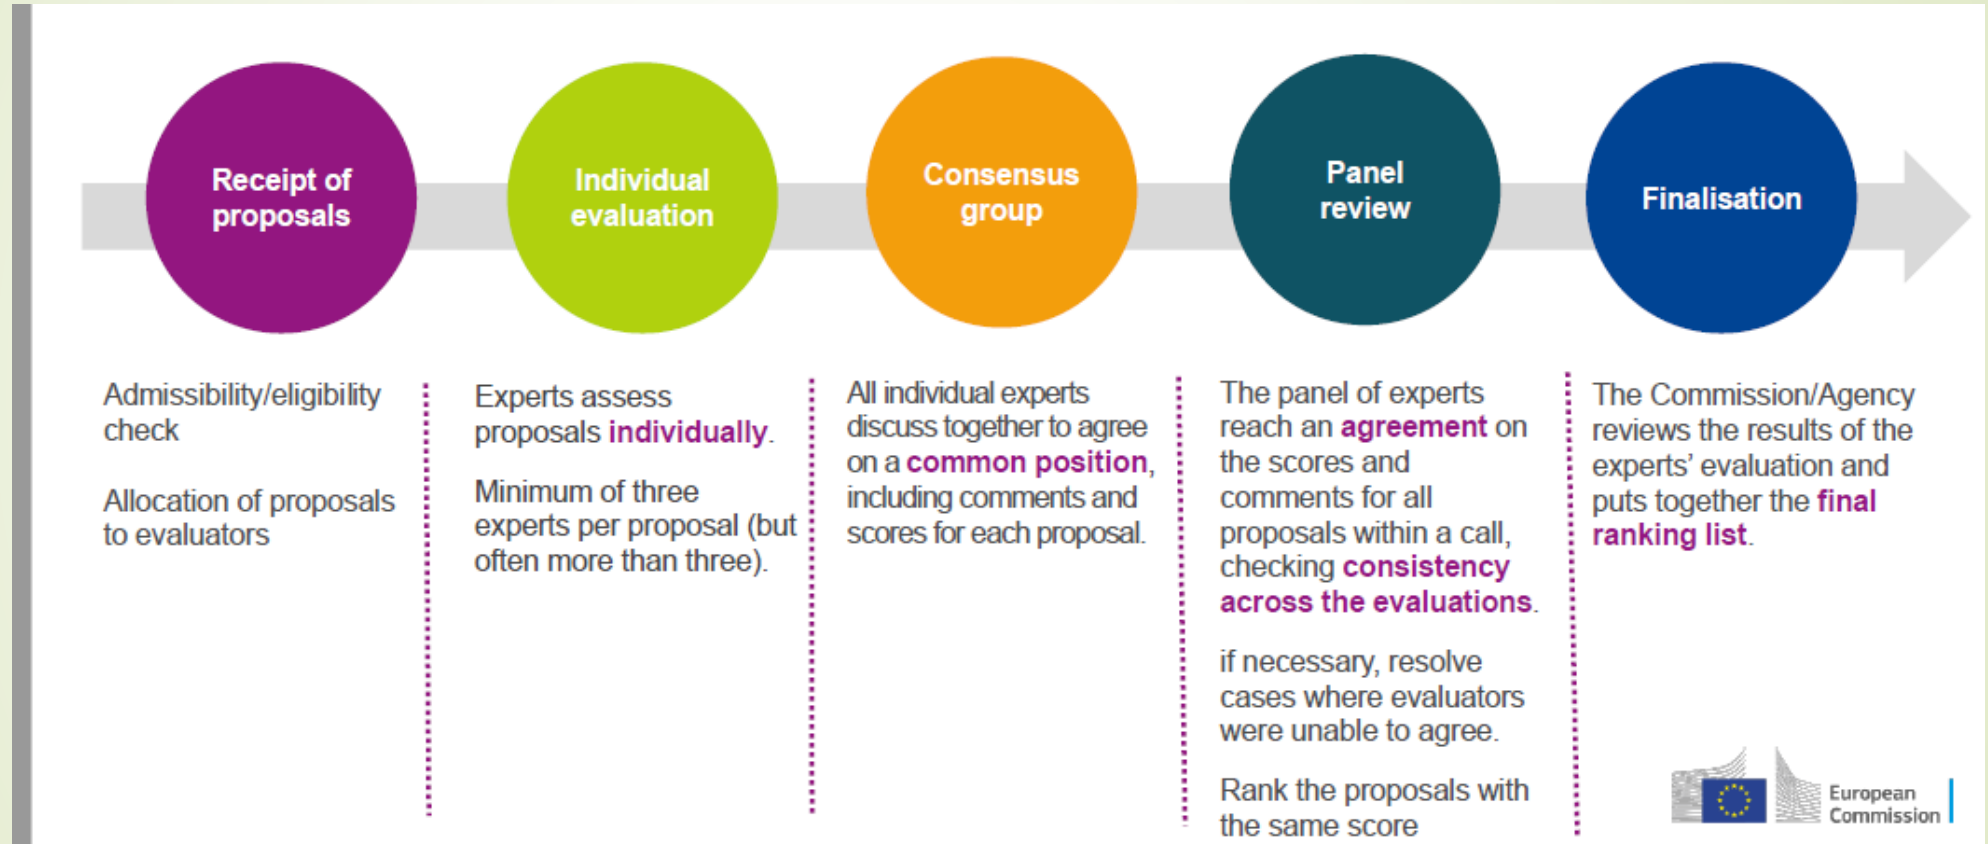 Receipt of
proposals
Individual
evaluation
Consensus
group
Panel
review
Finalisation
Admissibility/eligibility
check
Allocation of proposals
to evaluators
Experts assess
proposals individually.
Minimum of three
experts per proposal (but
often more than three).
All individual experts
discuss together to agree
on a common position,
including comments and
scores for each proposal.
The panel of experts
reach an agreement on
the scores and
comments for all
proposals within a call,
checking consistency
across the evaluations.
if necessary, resolve
cases where evaluators
were unable to agree.
Rank the proposals with
the same score
The Commission/Agency
reviews the results of the
experts’ evaluation and
puts together the final
ranking list.
European
Commission